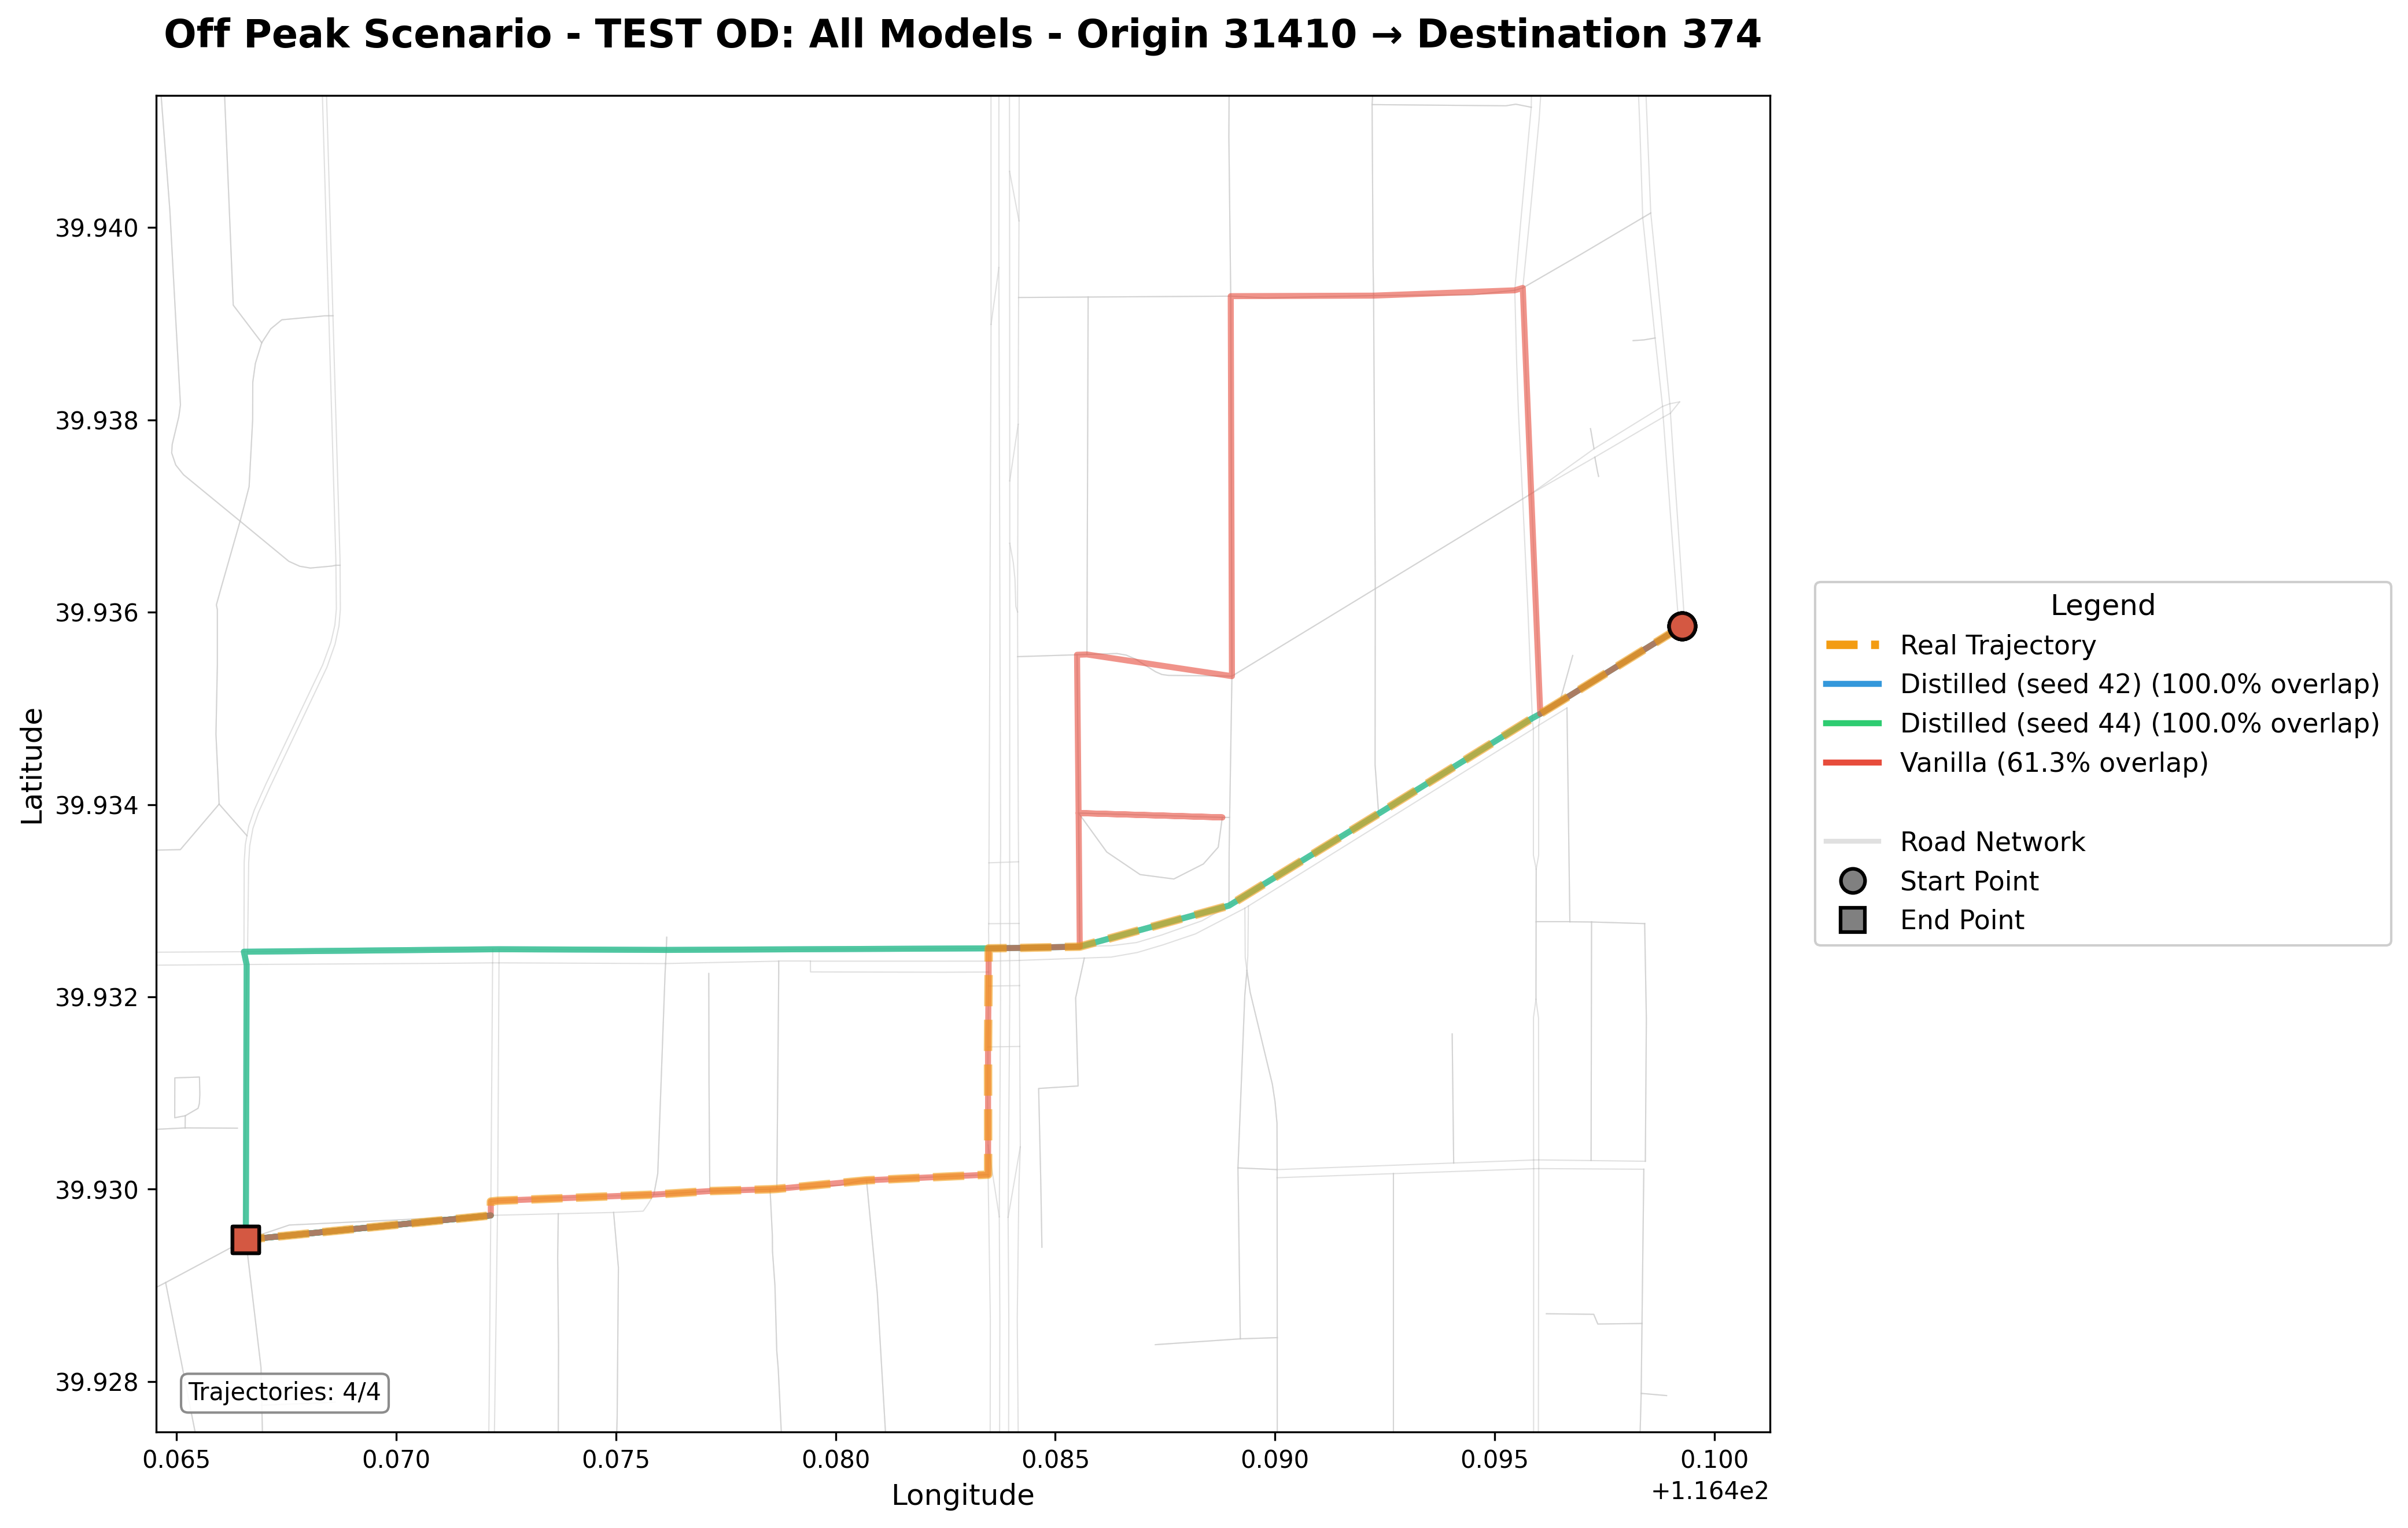 Off Peak Scenario - TEST OD: All Models - Origin 31410 → Destination 374
Latitude
39.940
39.938
39.936
39.934
39.932
39.930
39.928
Trajectories: 4/4
0.065 0.070 0.075 0.080 0.085 0.090 0.095 0.100
+1.164e2
Longitude
Legend
Real Trajectory
Distilled (seed 42) (100.0% overlap)
Distilled (seed 44) (100.0% overlap)
Vanilla (61.3% overlap)
Road Network
Start Point
End Point